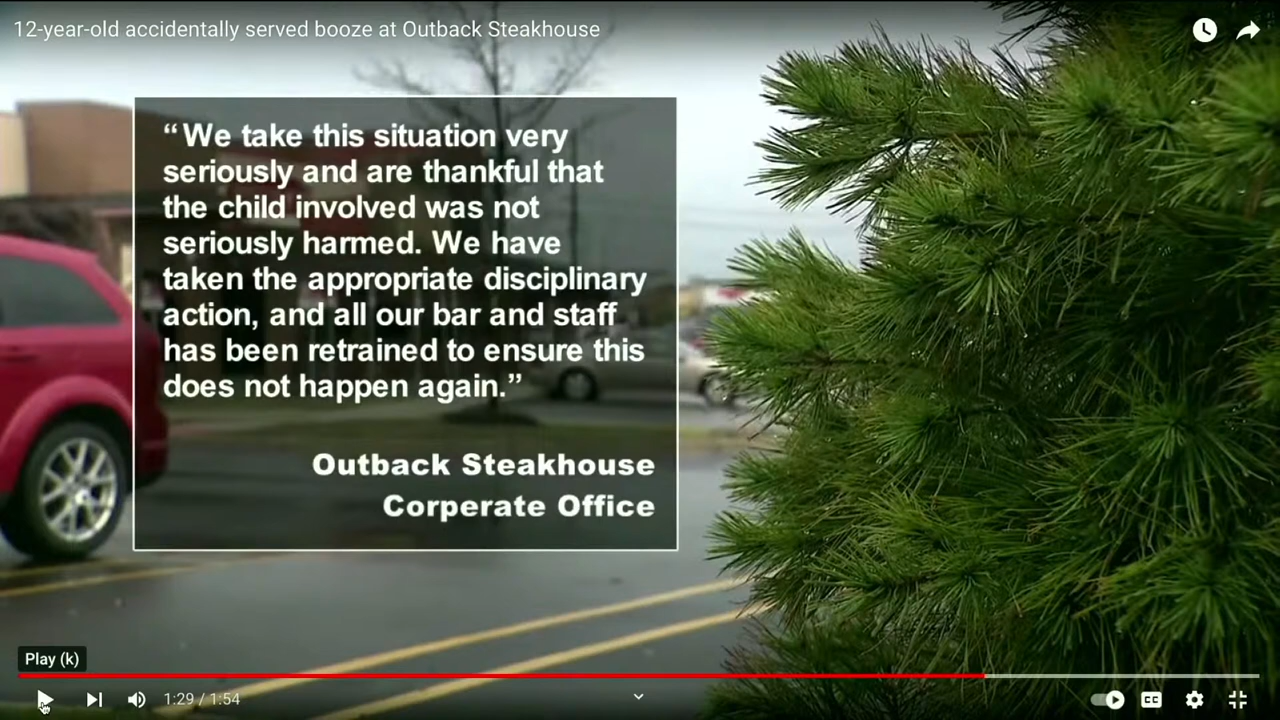 12-year-old accidentally served booze at Outback Steakhouse
“We take this situation very
seriously and are thankful that
the child involved was not
seriously harmed. We have
taken the appropriate disciplinary
action, and all our bar and staff
has been retrained to ensure this
does not happen again.”
Outback Steakhouse
Corperate Office
Play (k)
1:29 / 1:54
CC